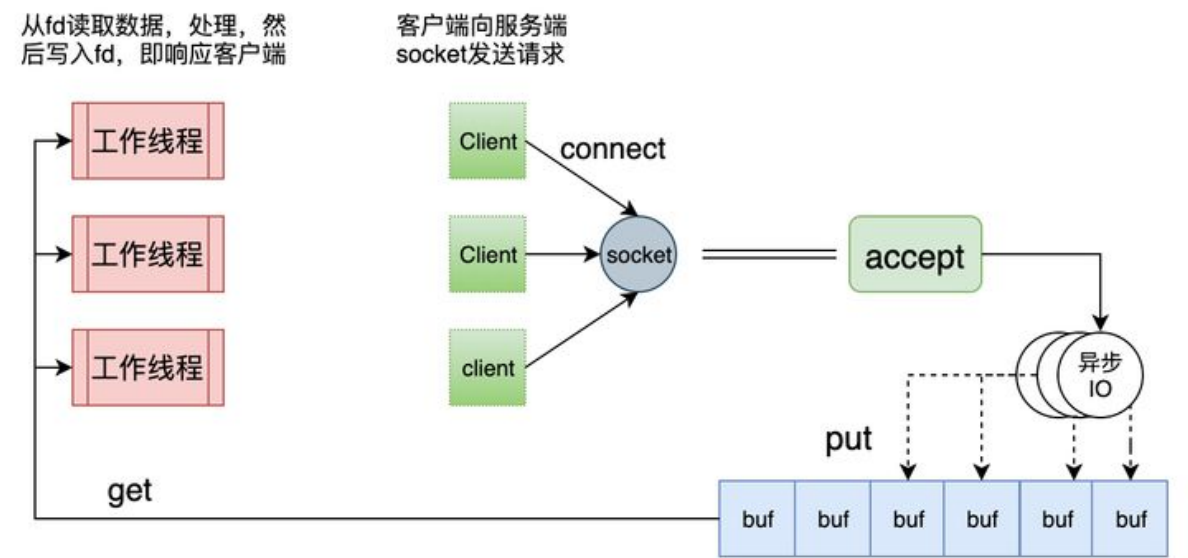 从fd读取数据，处理，然
后写入fd，即响应客户端
客户端向服务端
socket发送请求
工作线程
Client
connect
工作线程
Client
socket
accept
工作线程
client
异步
IO
put
get
buf
buf
buf
buf
buf
buf